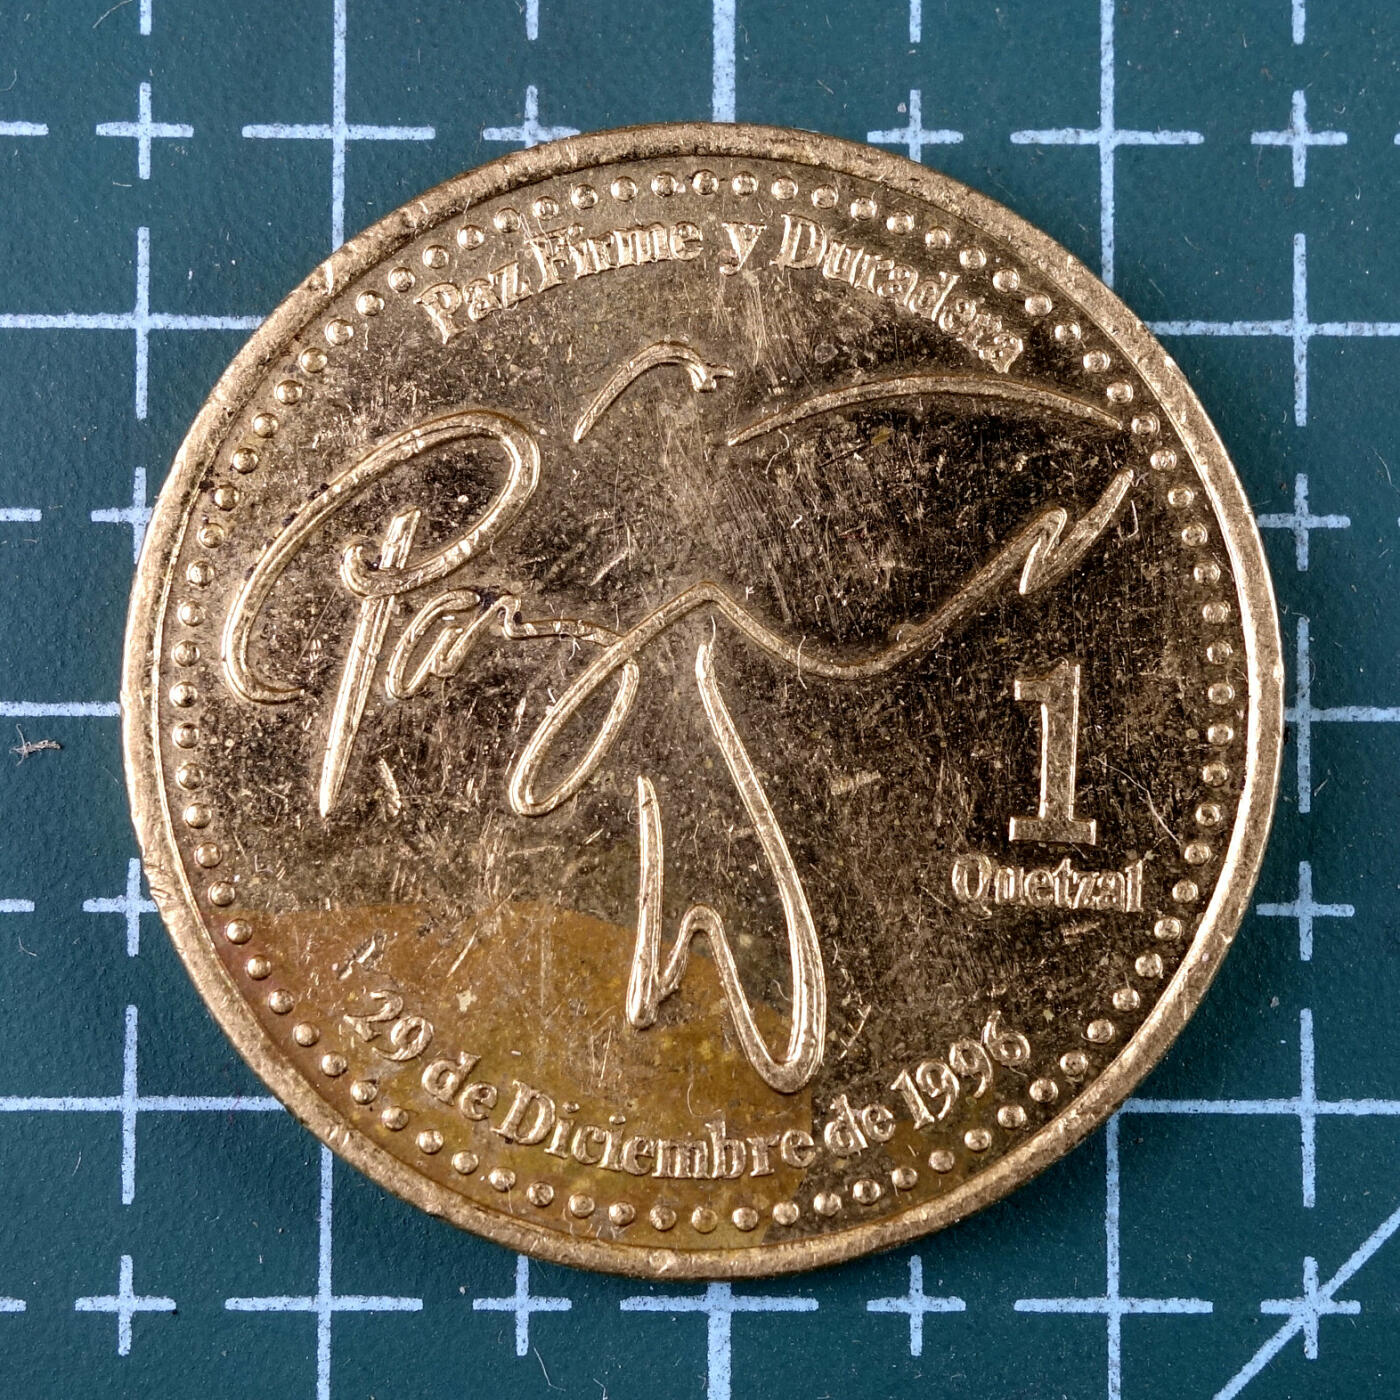 Paz Firme y Duradera
Paz
1
Quetzal
29 de Diciembre de 1996